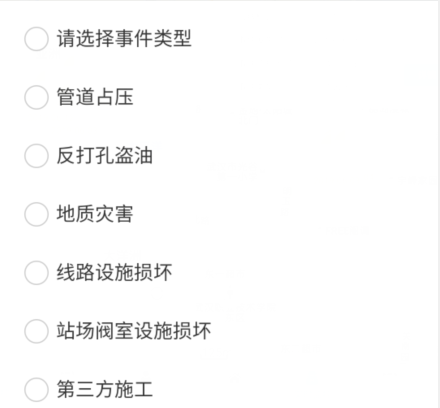 请选择事件类型
管道占压
反打孔盗油
地质灾害
线路设施损坏
站场阀室设施损坏
第三方施工